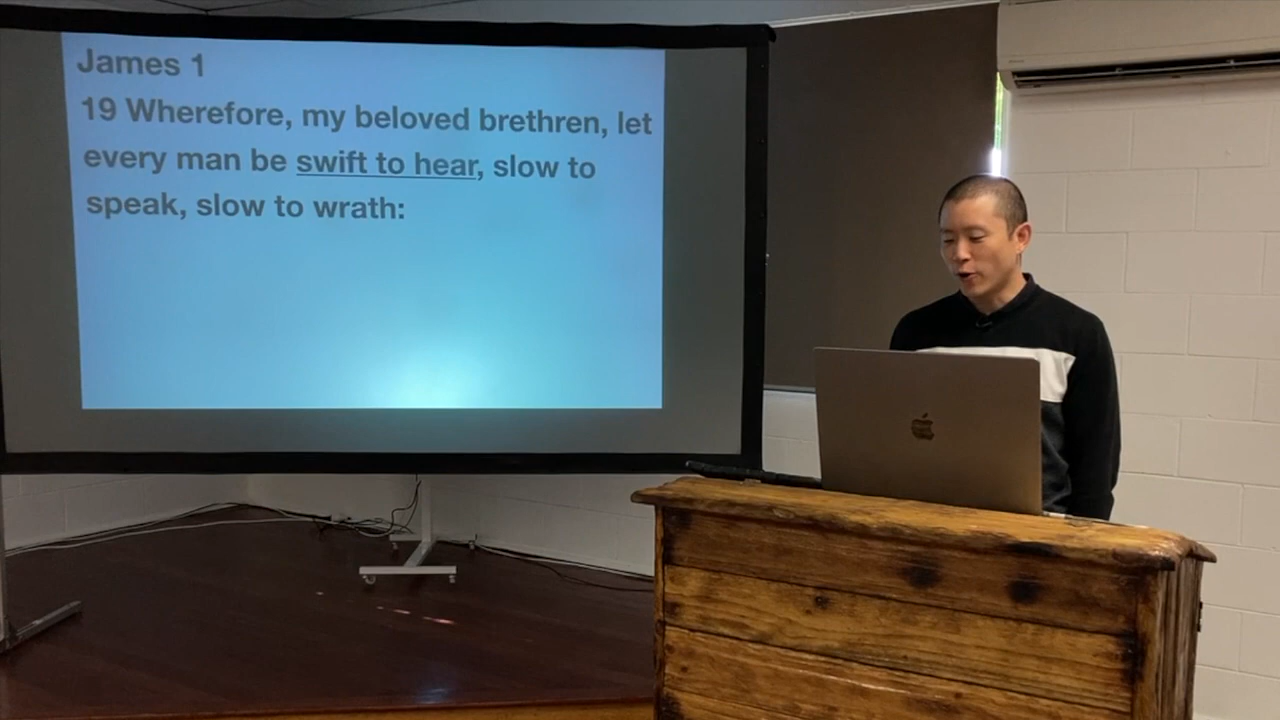 James 1
19 Wherefore, my beloved brethren, let
every man be swift to hear, slow to
speak, slow to wrath: